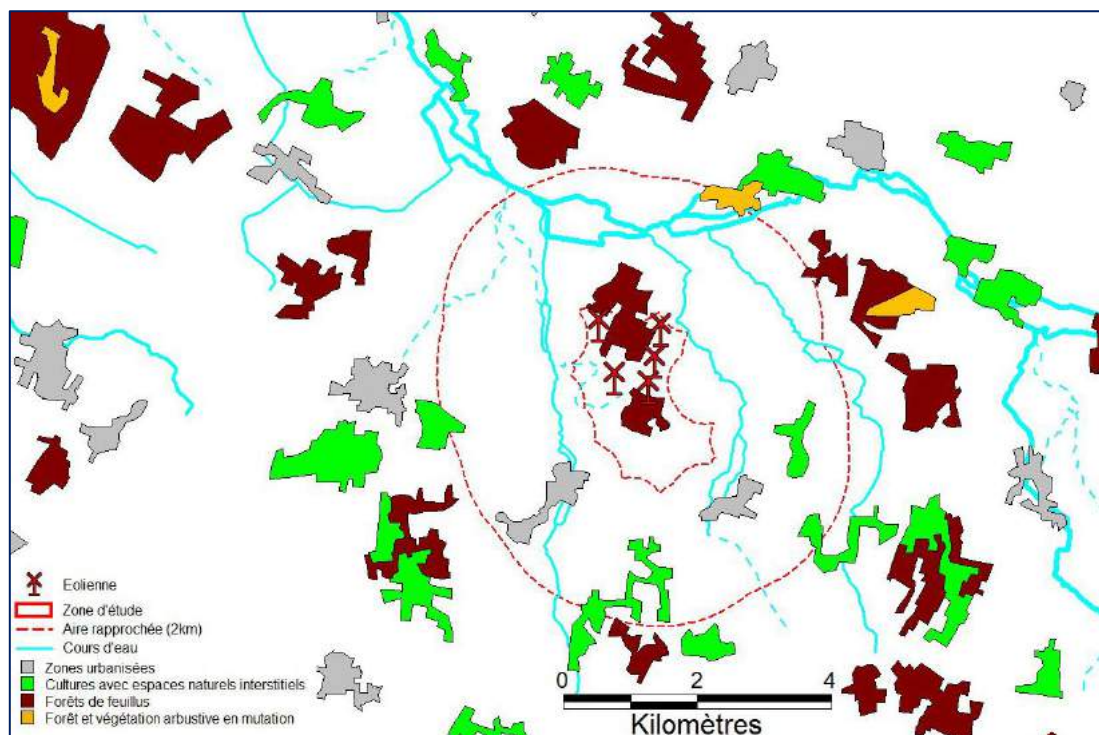 Eolienne
Zone d'étude
Aire rapprochée (2km)
Cours d'eau
Zones urbanisées
Cultures avec espaces naturels interstitiels
Forêts de feuillus
Forêt et végétation arbustive en mutation
0 2 4
Kilomètres